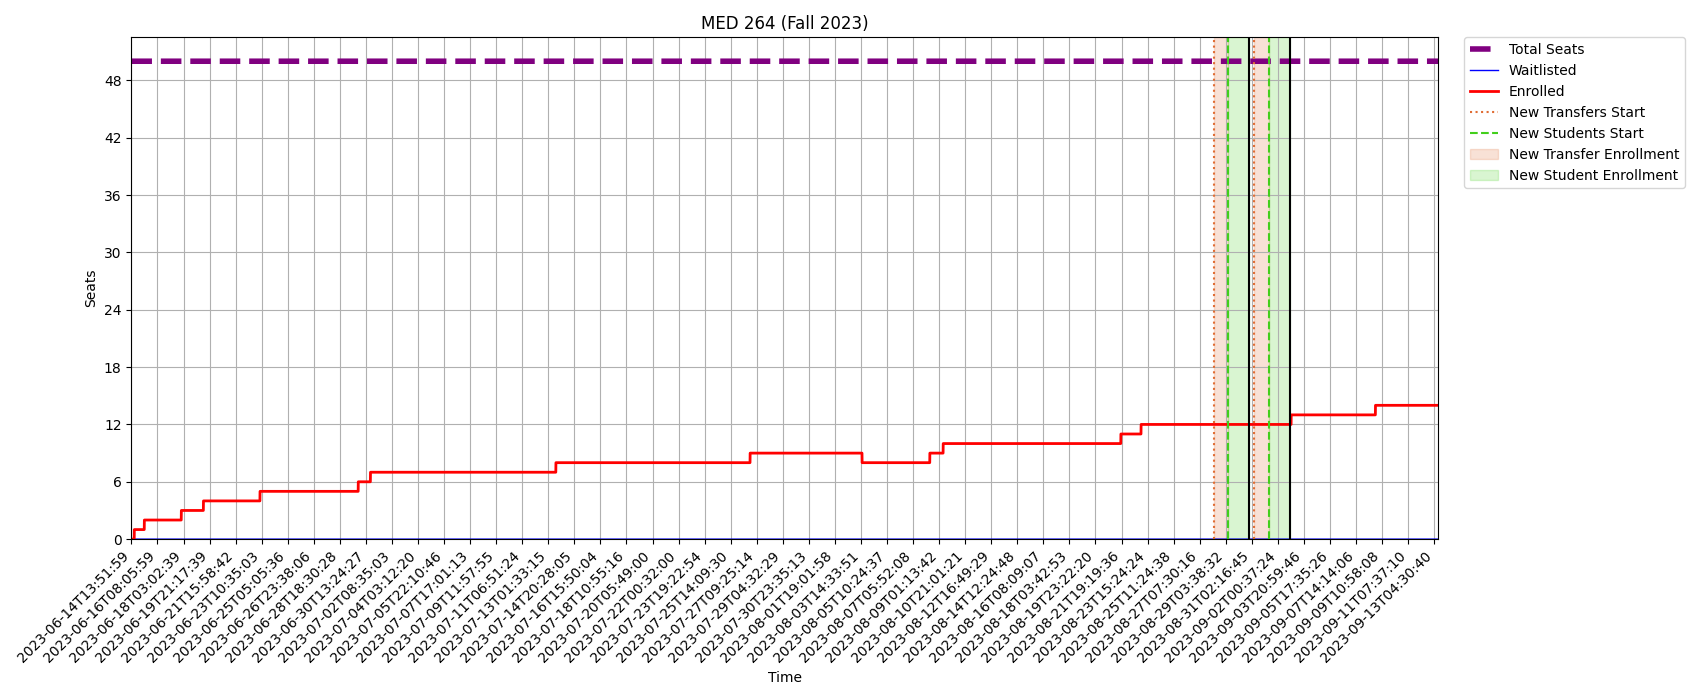 MED 264 (Fall 2023)
Total Seats
Waitlisted
Enrolled
New Transfers Start
New Students Start
New Transfer Enrollment
New Student Enrollment
Seats
48
42
36
30
24
18
12
6
0
2023-06-14T13:51:59
2023-06-16T08:05:59
2023-06-18T03:02:39
2023-06-19T21:17:39
2023-06-21T15:58:42
2023-06-23T10:35:03
2023-06-25T05:05:36
2023-06-26T23:38:06
2023-06-28T18:30:28
2023-06-30T13:24:27
2023-07-02T08:35:03
2023-07-04T03:12:20
2023-07-05T22:10:46
2023-07-07T17:01:13
2023-07-09T11:57:55
2023-07-11T06:51:24
2023-07-13T01:33:15
2023-07-14T20:28:05
2023-07-16T15:50:04
2023-07-18T10:55:16
2023-07-20T05:49:00
2023-07-22T00:32:00
2023-07-23T19:22:54
2023-07-25T14:09:30
2023-07-27T09:25:14
2023-07-29T04:32:29
2023-07-30T23:35:13
2023-08-01T19:01:58
2023-08-03T14:33:51
2023-08-05T10:24:37
2023-08-07T05:52:08
2023-08-09T01:13:42
2023-08-10T21:01:21
2023-08-12T16:49:29
2023-08-14T12:24:48
2023-08-16T08:09:07
2023-08-18T03:42:53
2023-08-19T23:22:20
2023-08-21T19:19:36
2023-08-23T15:24:24
2023-08-25T11:24:38
2023-08-27T07:30:16
2023-08-29T03:38:32
2023-08-31T02:16:45
2023-09-02T00:37:24
2023-09-03T20:59:46
2023-09-05T17:35:26
2023-09-07T14:14:06
2023-09-09T10:58:08
2023-09-11T07:37:10
2023-09-13T04:30:40
Time